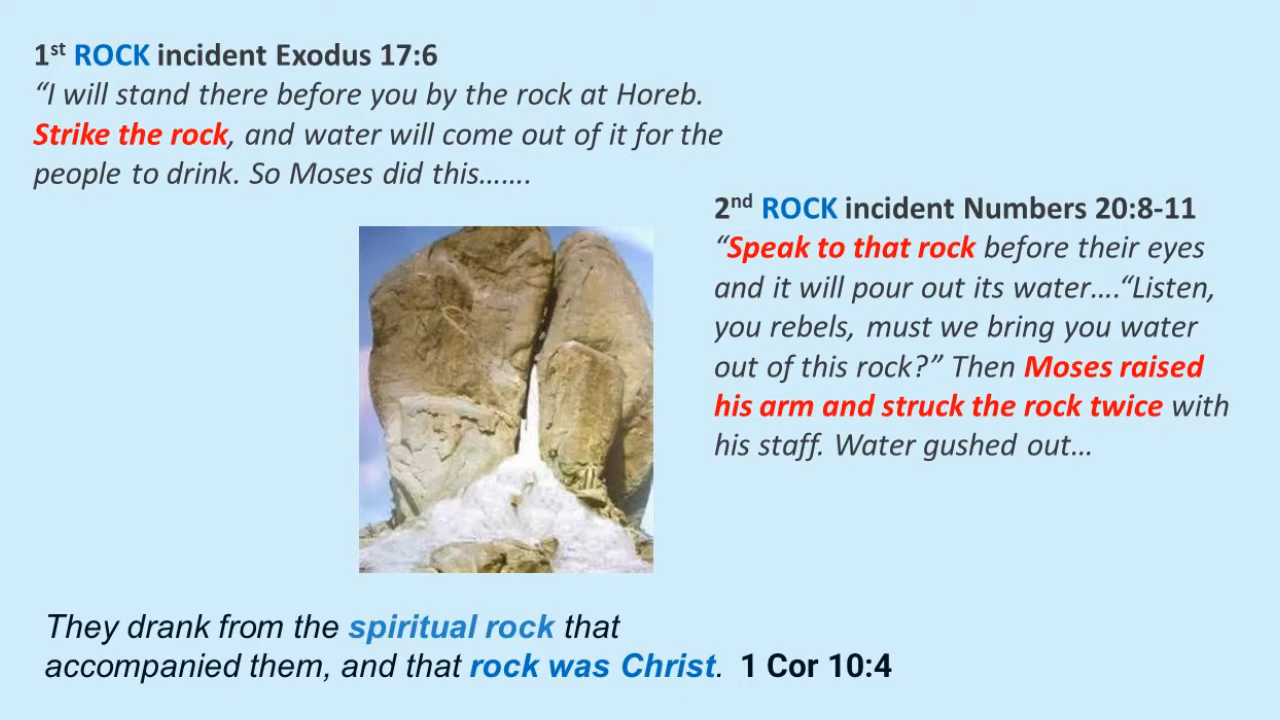 1st ROCK incident Exodus 17:6
“I will stand there before you by the rock at Horeb.
Strike the rock, and water will come out of it for the
people to drink. So Moses did this…….
2nd ROCK incident Numbers 20:8-11
“Speak to that rock before their eyes
and it will pour out its water….“Listen,
you rebels, must we bring you water
out of this rock?” Then Moses raised
his arm and struck the rock twice with
his staff. Water gushed out…
They drank from the spiritual rock that
accompanied them, and that rock was Christ. 1 Cor 10:4